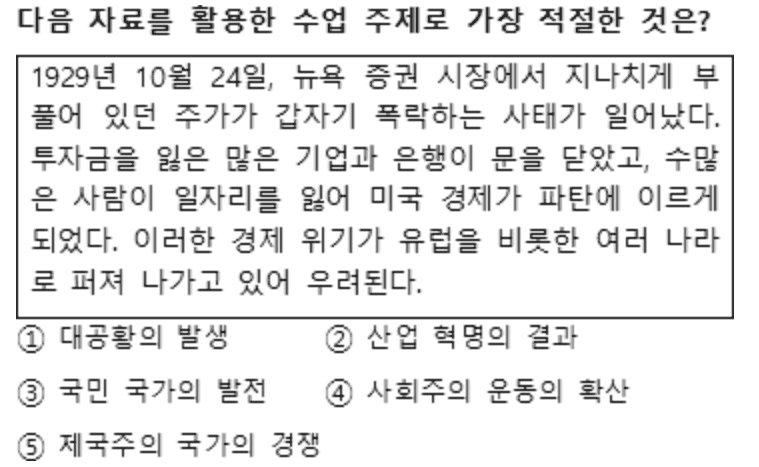 다음 자료를 활용한 수업 주제로 가장 적절한 것은?
1929년 10월 24일, 뉴욕 증권 시장에서 지나치게 부
풀어 있던 주가가 갑자기 폭락하는 사태가 일어났다.
투자금을 잃은 많은 기업과 은행이 문을 닫았고, 수많
은 사람이 일자리를 잃어 미국 경제가 파탄에 이르게
되었다. 이러한 경제 위기가 유럽을 비롯한 여러 나라
로 퍼져 나가고 있어 우려된다.
① 대공황의 발생 ② 산업 혁명의 결과
③ 국민 국가의 발전 ④ 사회주의 운동의 확산
⑤ 제국주의 국가의 경쟁